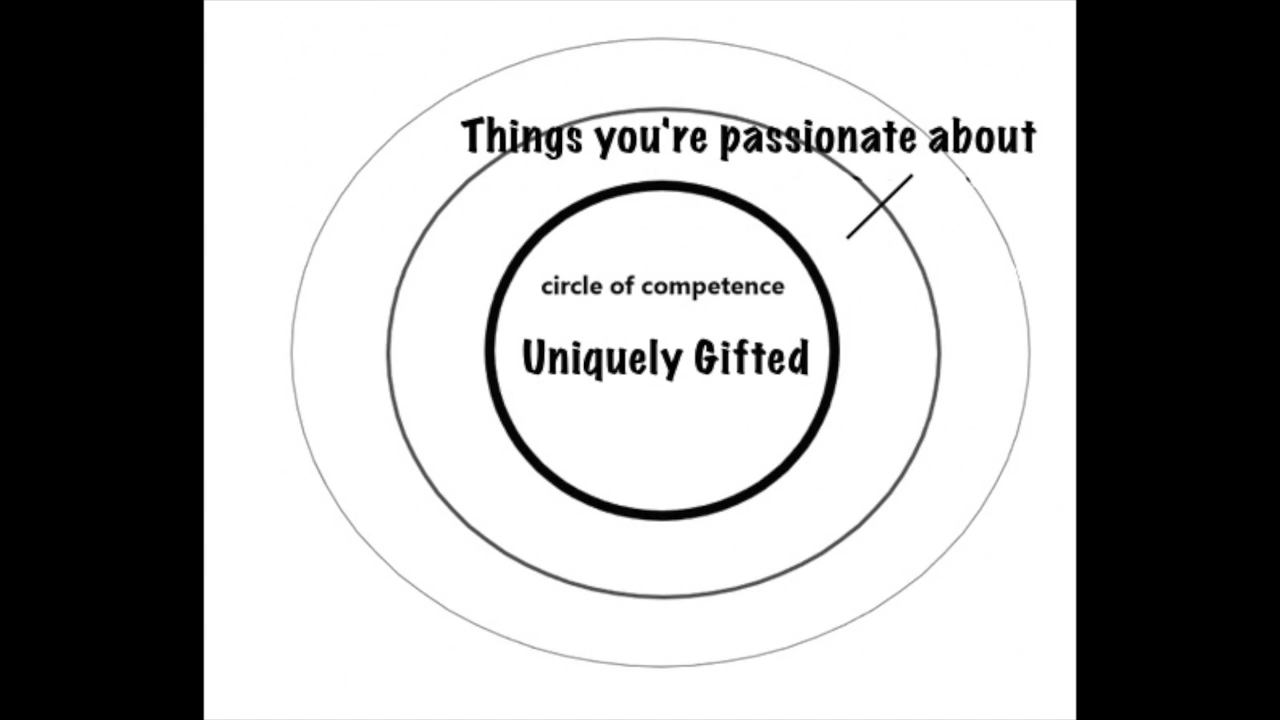 Things you're passionate about
circle of competence
Uniquely Gifted